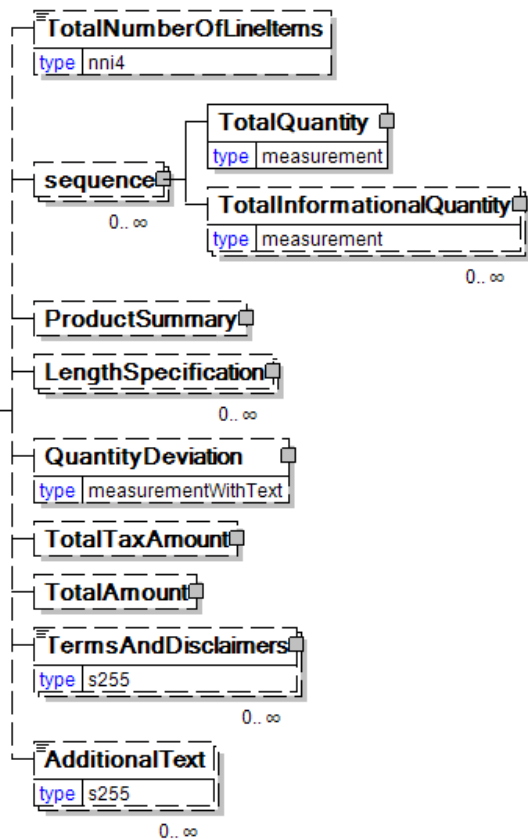 TotalNumberOfLineItems
type nni4
TotalQuantity
type measurement
sequence
0.. ∞
TotalInformationalQuantity
type measurement
0.. ∞
ProductSummary
LengthSpecification
0.. ∞
QuantityDeviation
type measurementWithText
TotalTaxAmount
TotalAmount
TermsAndDisclaimers
type s255
0.. ∞
AdditionalText
type s255
0.. ∞